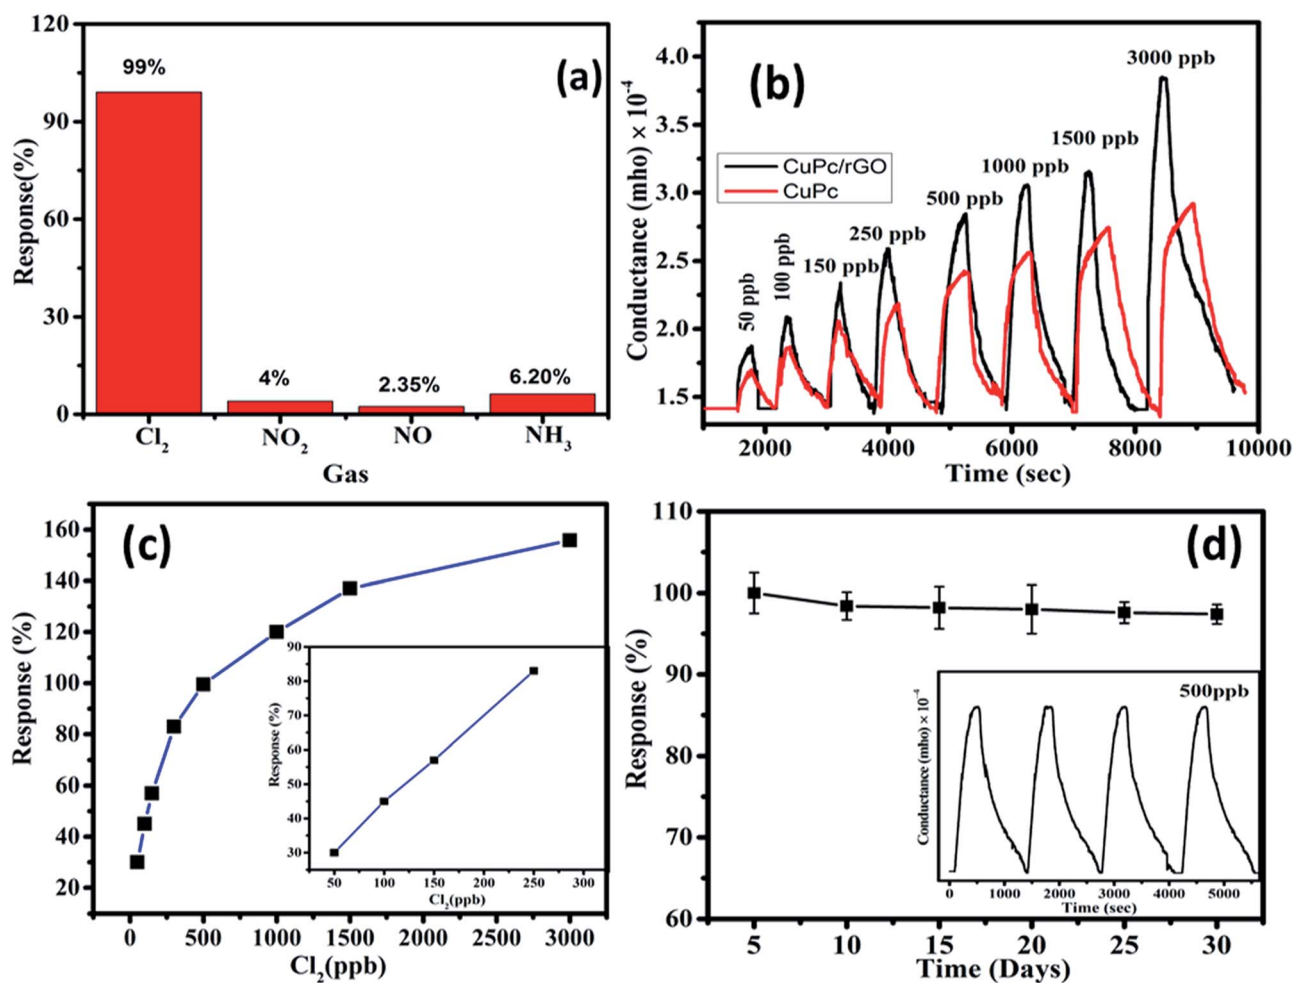 (a)
Response(%)
120
90
60
30
0
99%
4%
2.35%
6.20%
Cl₂
NO₂
NO
NH₃
Gas
(b)
Conductance (mho) × 10⁻⁴
4.0
3.5
3.0
2.5
2.0
1.5
CuPc/rGO
CuPc
50 ppb
100 ppb
150 ppb
250 ppb
500 ppb
1000 ppb
1500 ppb
3000 ppb
2000
4000
6000
8000
10000
Time (sec)
(c)
Response (%)
160
140
120
100
80
60
40
20
0
500
1000
1500
2000
2500
3000
Cl₂(ppb)
Response (%)
90
80
70
60
50
40
30
50
100
150
200
250
300
Cl₂(ppb)
(d)
Response (%)
110
100
90
80
70
60
5
10
15
20
25
30
Time (Days)
500ppb
Conductance (mho) × 10⁻⁴
0
1000
2000
3000
4000
5000
Time (sec)